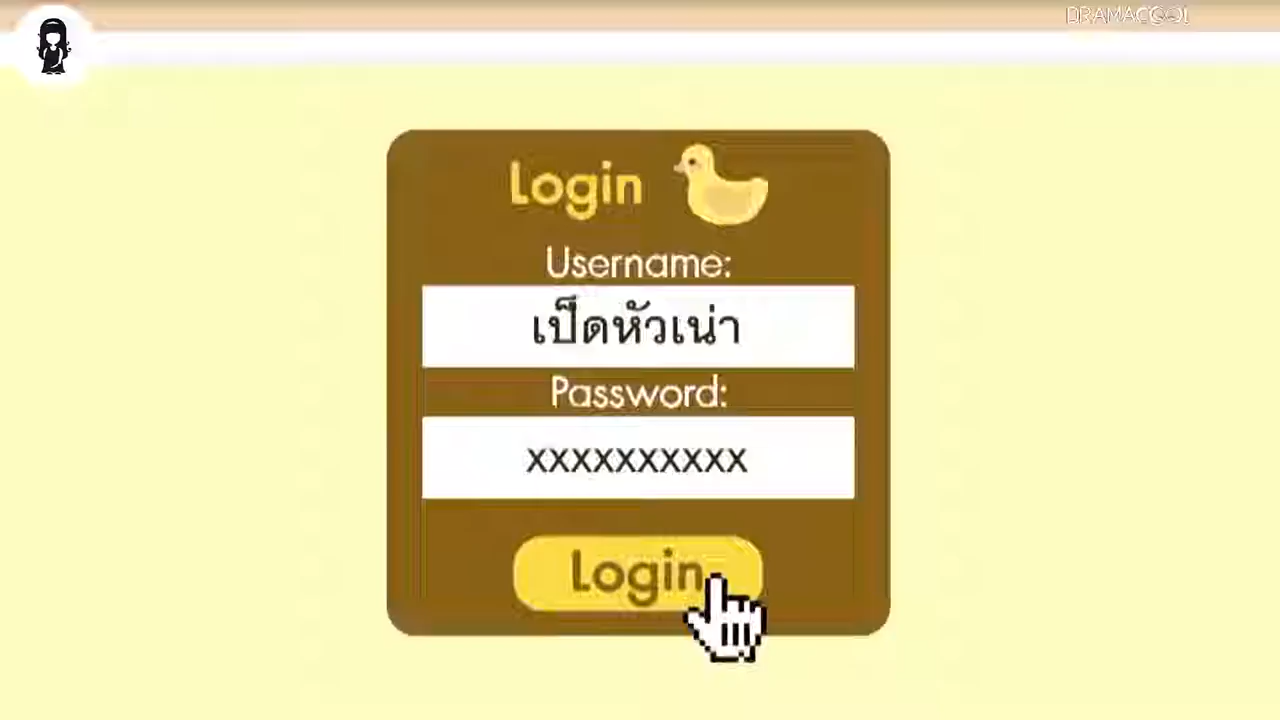 DRAMACOOL
Login
Username:
เป็ดหัวเน่า
Password:
xxxxxxxxxx
Login